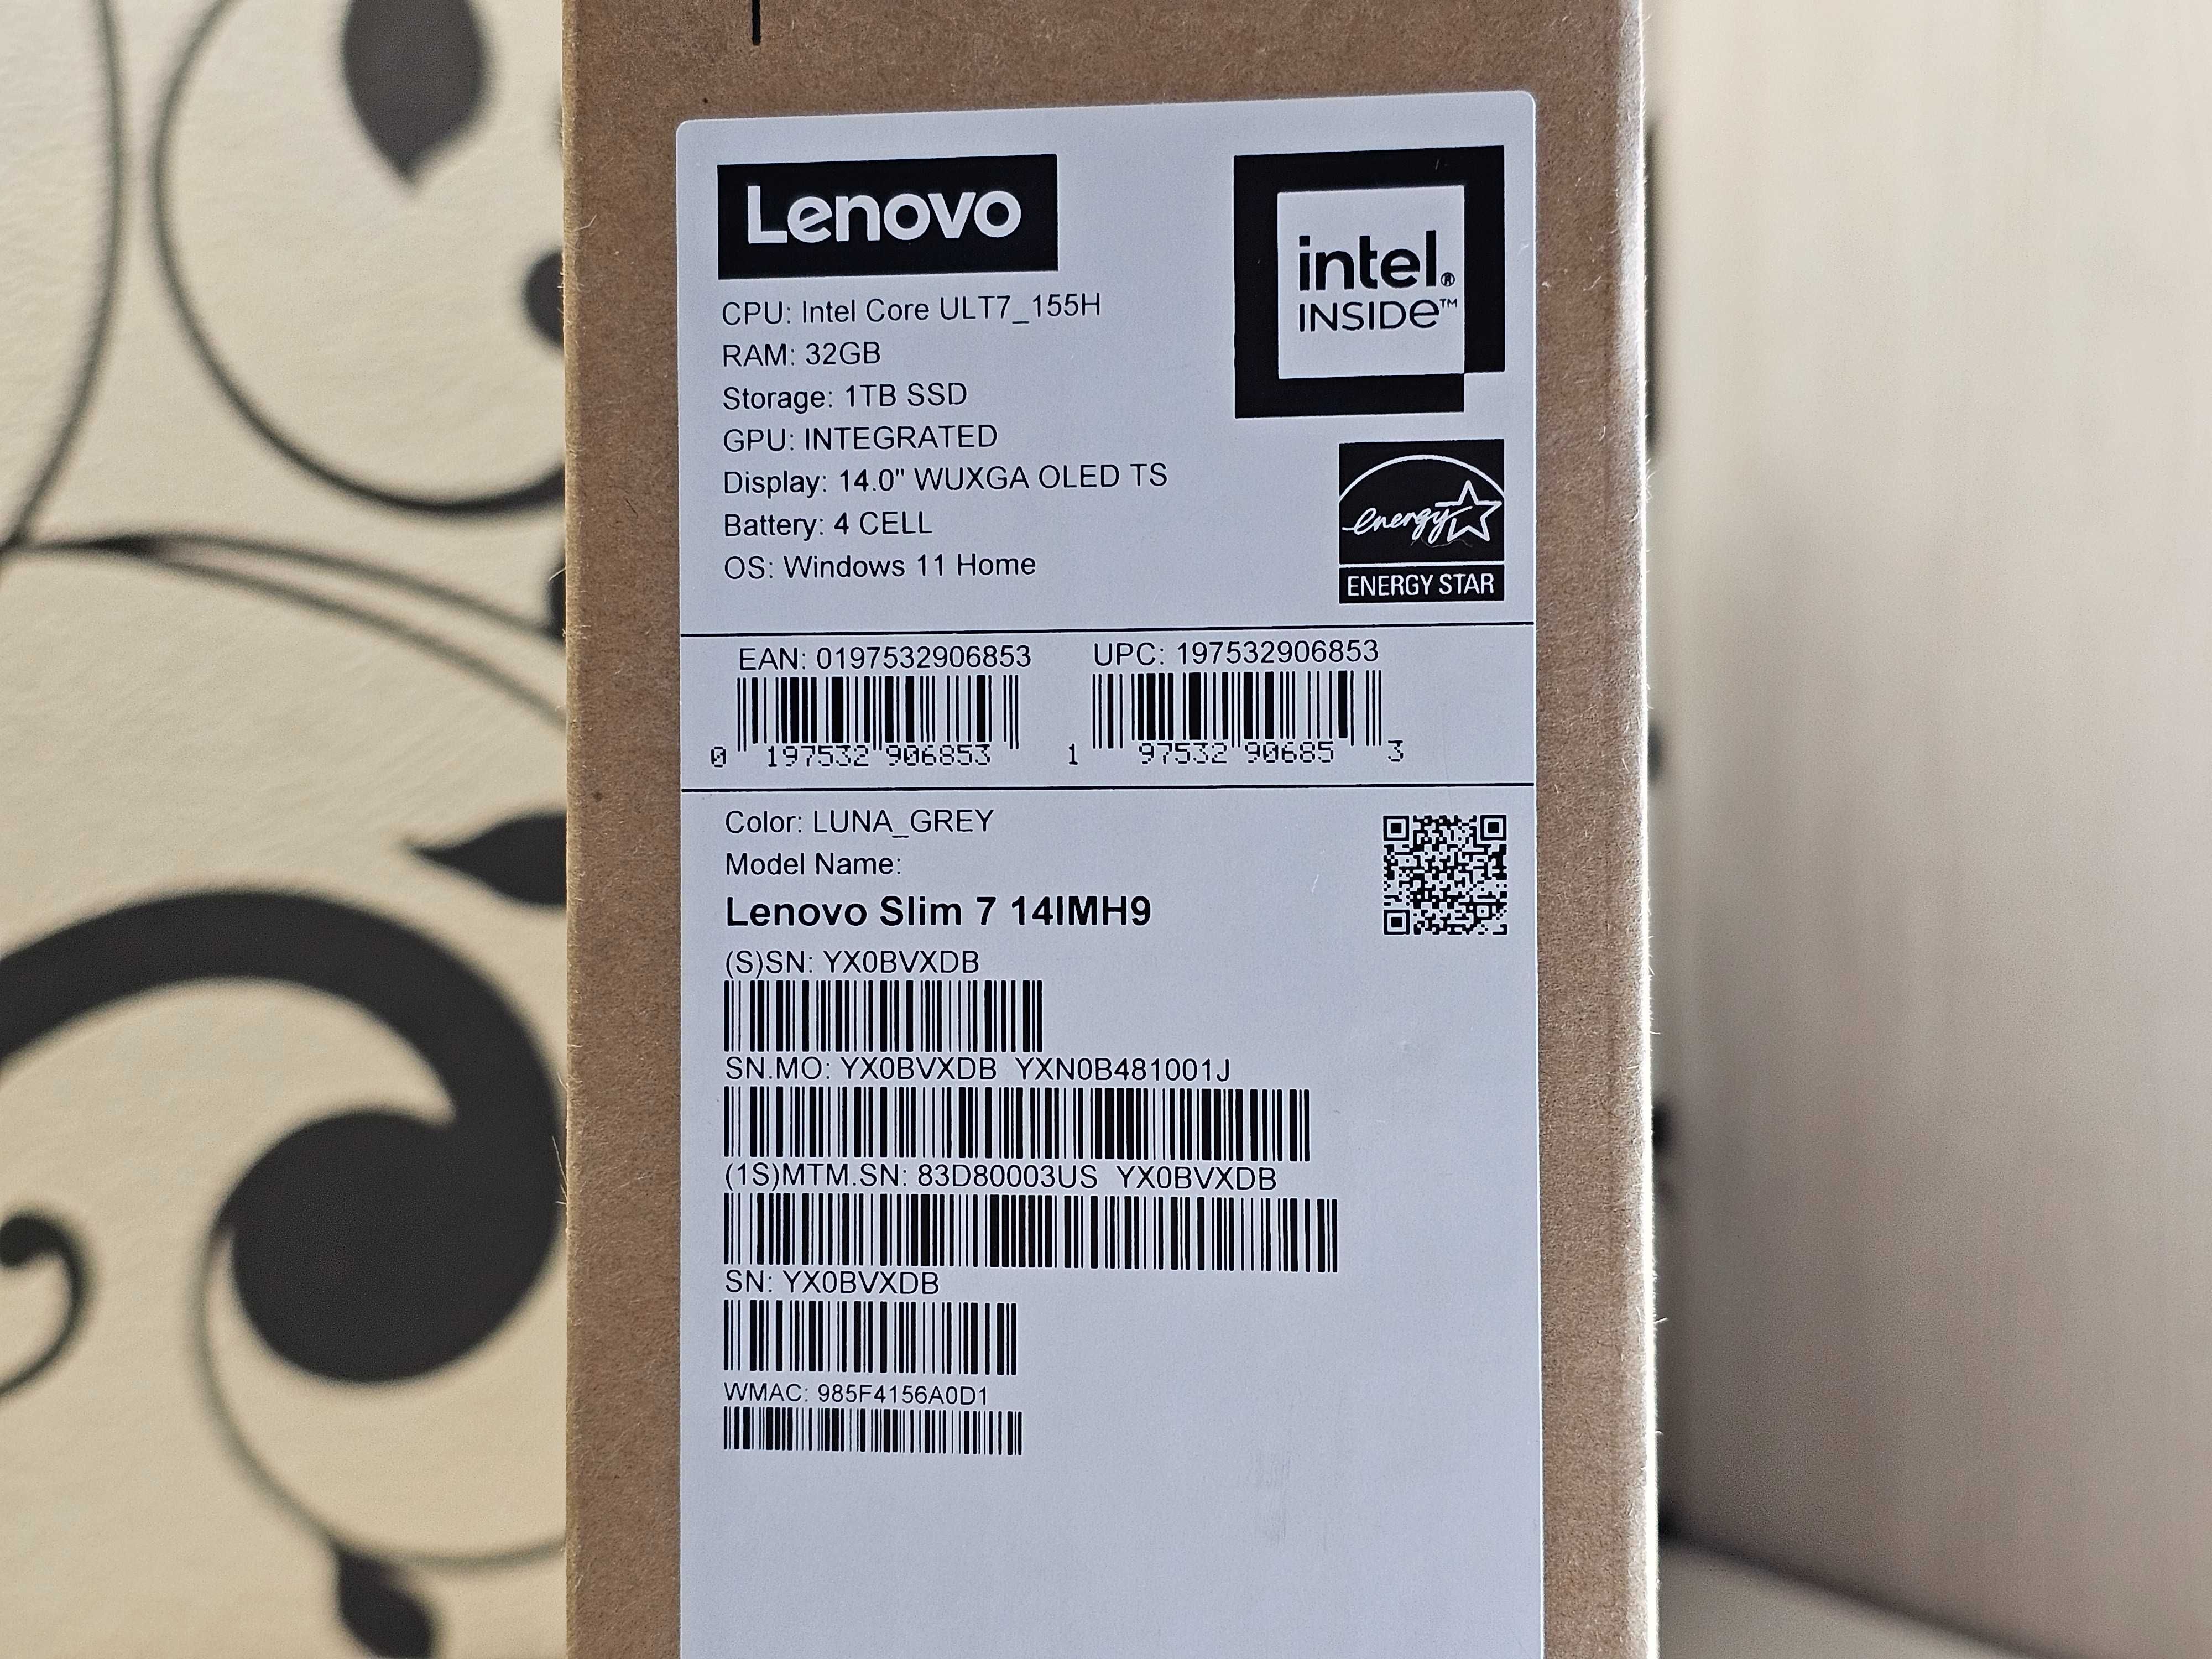 Lenovo
intel®
INSIDE™
CPU: Intel Core ULT7_155H
RAM: 32GB
Storage: 1TB SSD
GPU: INTEGRATED
Display: 14.0" WUXGA OLED TS
Battery: 4 CELL
OS: Windows 11 Home
energy
ENERGY STAR
EAN: 0197532906853
UPC: 197532906853
0 197532 906853
1 97532 90685 3
Color: LUNA_GREY
Model Name:
Lenovo Slim 7 14IMH9
(S)SN: YX0BVXDB
SN.MO: YX0BVXDB YXN0B481001J
(1S)MTM.SN: 83D80003US YX0BVXDB
SN: YX0BVXDB
WMAC: 985F4156A0D1